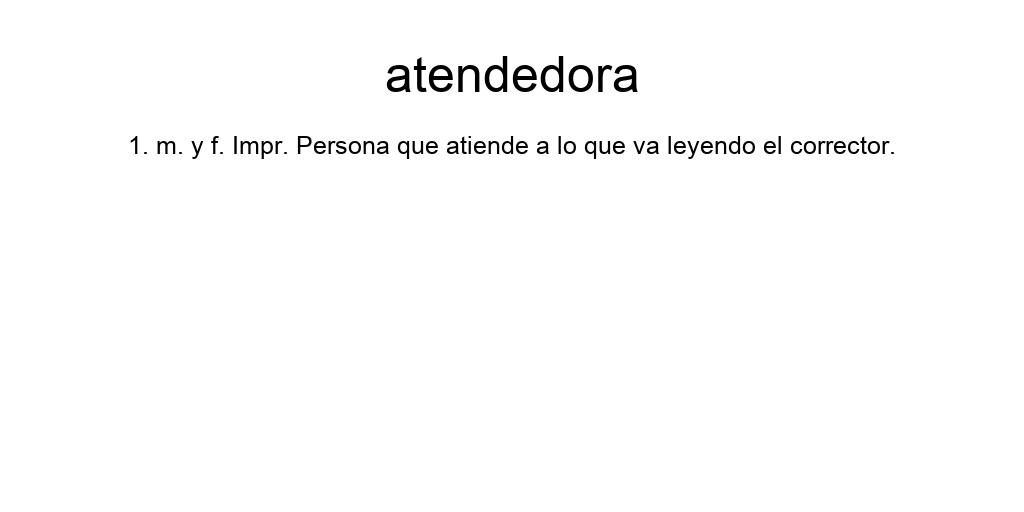 atendedora
1. m. y f. Impr. Persona que atiende a lo que va leyendo el corrector.